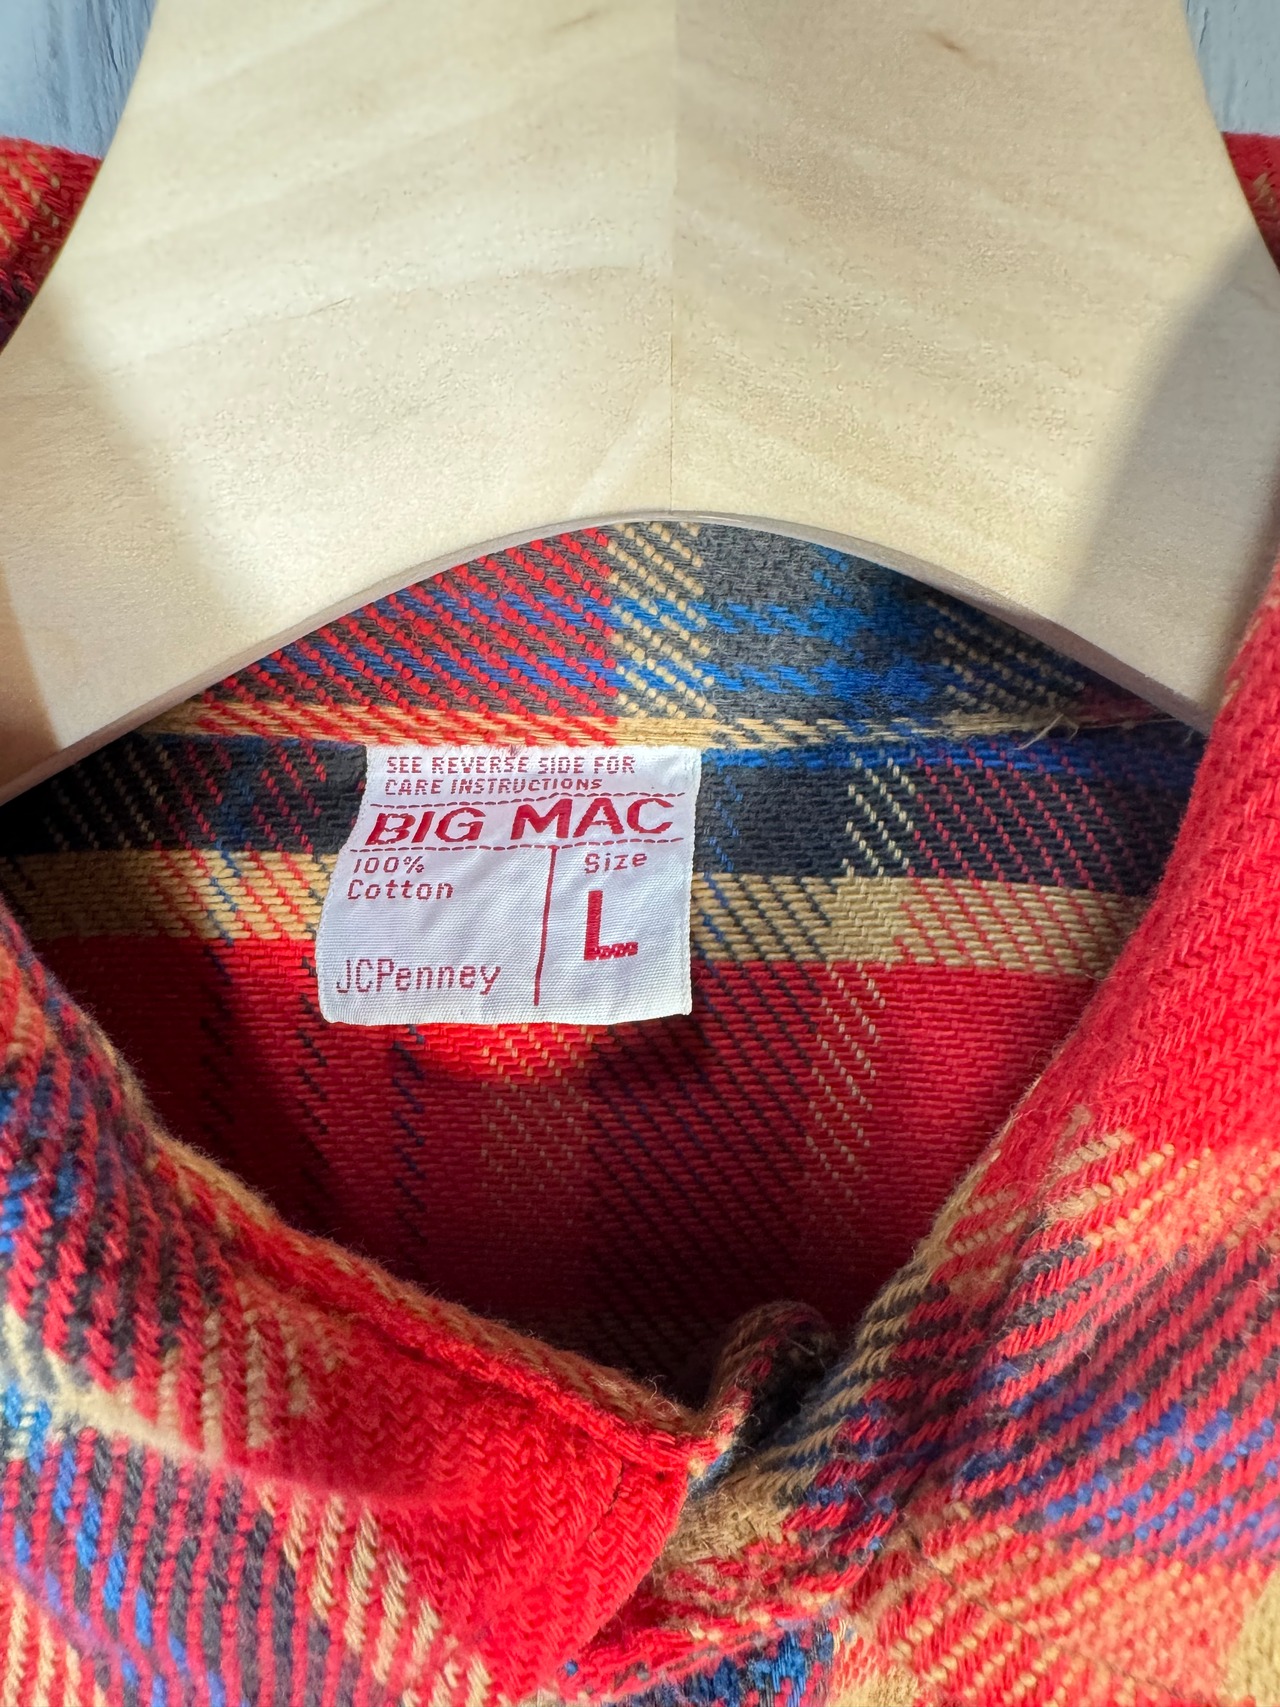 SEE REVERSE SIDE FOR
CARE INSTRUCTIONS
BIG MAC
100%
Cotton
Size
L
JCPenney